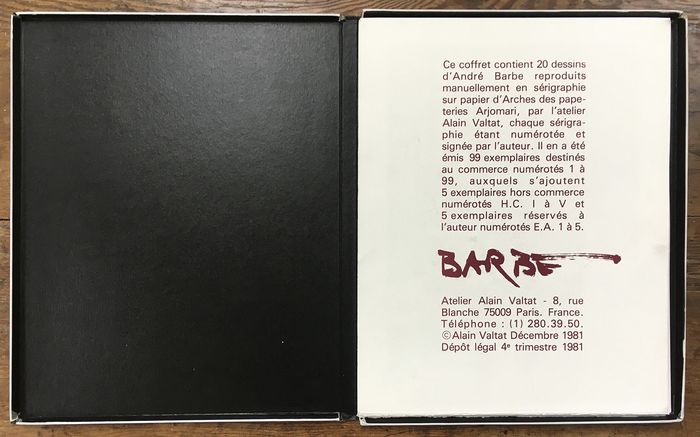 Ce coffret contient 20 dessins
d'André Barbe reproduits
manuellement en sérigraphie
sur papier d'Arches des pape-
teries Arjomari, par l'atelier
Alain Valtat, chaque sérigra-
phie étant numérotée et
signée par l'auteur. Il en a été
émis 99 exemplaires destinés
au commerce numérotés 1 à
99, auxquels s'ajoutent
5 exemplaires hors commerce
numérotés H.C. I à V et
5 exemplaires réservés à
l'auteur numérotés E.A. 1 à 5.
BARBE
Atelier Alain Valtat - 8, rue
Blanche 75009 Paris. France.
Téléphone : (1) 280.39.50.
©Alain Valtat Décembre 1981
Dépôt légal 4e trimestre 1981